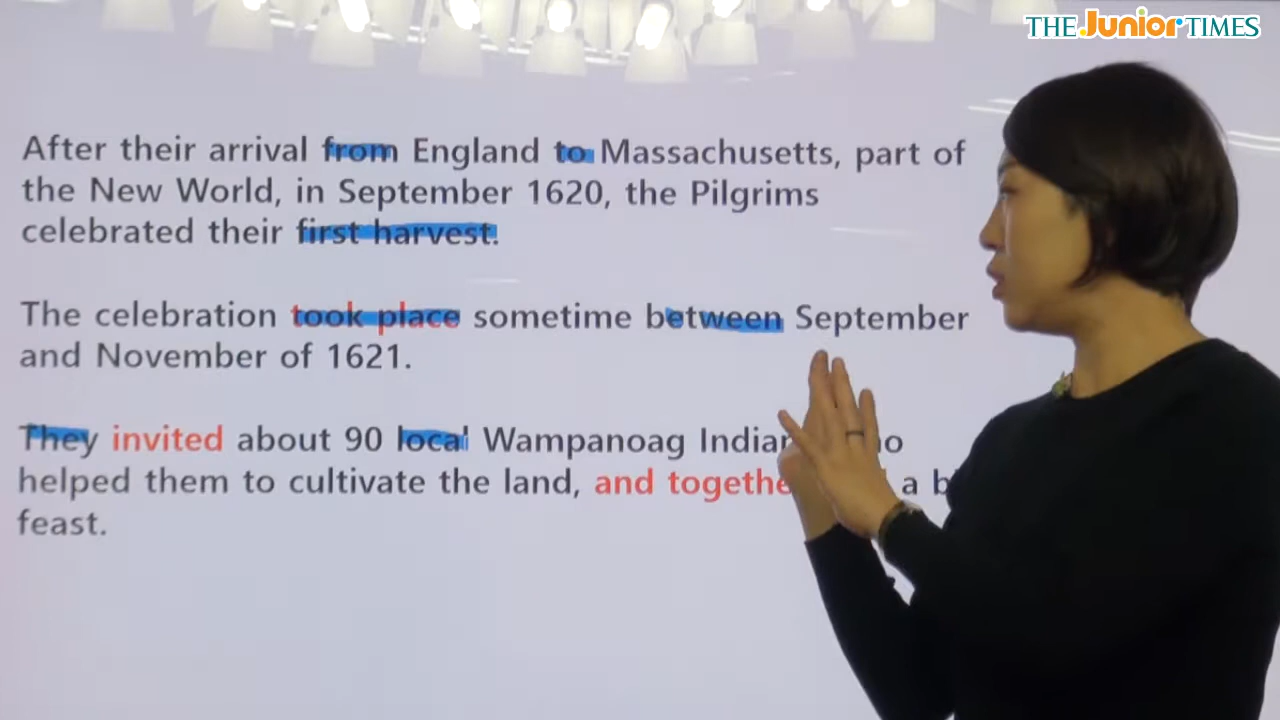 THE Junior TIMES
After their arrival from England to Massachusetts, part of
the New World, in September 1620, the Pilgrims
celebrated their first harvest.
The celebration took place sometime between September
and November of 1621.
They invited about 90 local Wampanoag
helped them to cultivate the land, and a
feast.